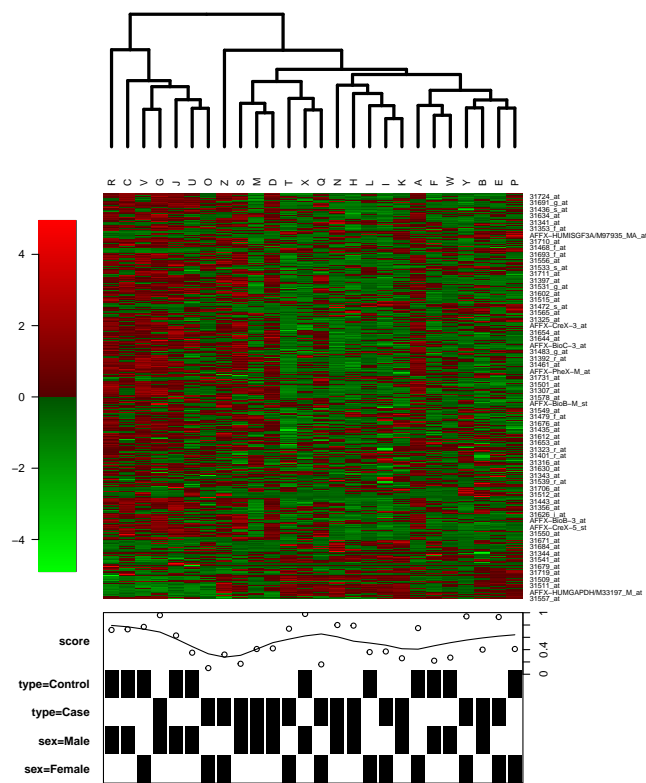 R C V G J U O Z S M D T X Q N H L I K A F W Y B E P
31724_at
31691_g_at
31436_s_at
31634_at
31341_at
31353_f_at
AFFX-HUMISGF3A/M97935_MA_at
31710_at
31468_f_at
31693_f_at
31556_at
31533_s_at
31711_at
31397_at
31531_g_at
31602_at
31515_at
31472_s_at
31565_at
31325_at
AFFX-CreX-3_at
31654_at
31644_at
AFFX-BioC-3_at
31483_g_at
31392_r_at
31461_at
AFFX-PheX-M_at
31731_at
31501_at
31307_at
31578_at
AFFX-BioB-M_st
31549_at
31479_f_at
31676_at
31435_at
31612_at
31653_at
31323_r_at
31401_r_at
31316_at
31630_at
31343_at
31539_r_at
31706_at
31512_at
31443_at
31356_at
31626_i_at
AFFX-BioB-3_at
AFFX-CreX-5_st
31550_at
31671_at
31684_at
31344_at
31541_at
31679_at
31719_at
31509_at
31511_at
AFFX-HUMGAPDH/M33197_M_at
31557_at
4
2
0
−2
−4
score
0 0.4 1
type=Control
type=Case
sex=Male
sex=Female